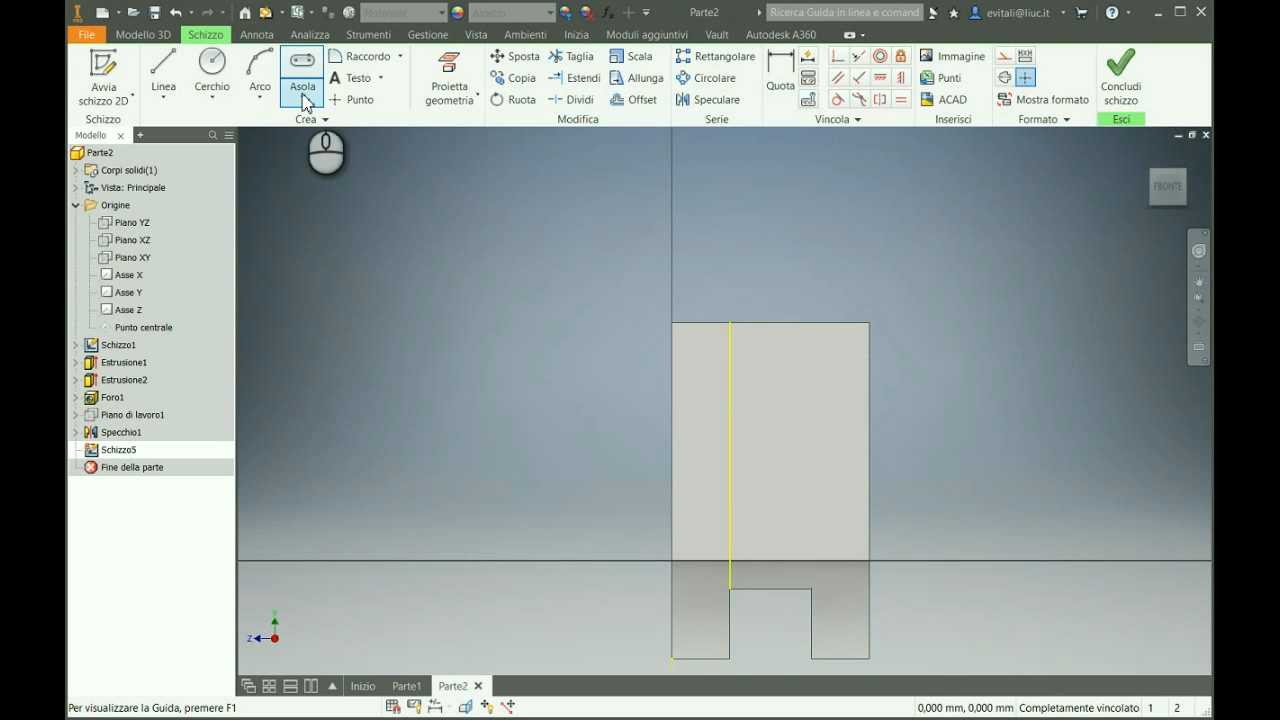 PRO
Materiale
Aspetto
Parte2
Ricerca Guida in linea e comand
evitali@liuc.it
File
Modello 3D
Schizzo
Annota
Analizza
Strumenti
Gestione
Vista
Ambienti
Inizia
Moduli aggiuntivi
Vault
Autodesk A360
Avvia
schizzo 2D
Linea
Cerchio
Arco
Asola
Raccordo
Testo
Punto
Proietta
geometria
Sposta
Copia
Ruota
Taglia
Estendi
Dividi
Scala
Allunga
Offset
Rettangolare
Circolare
Speculare
Quota
Immagine
Punti
ACAD
Mostra formato
Concludi
schizzo
Schizzo
Crea
Modifica
Serie
Vincola
Inserisci
Formato
Esci
Modello
Parte2
Corpi solidi(1)
Vista: Principale
Origine
Piano YZ
Piano XZ
Piano XY
Asse X
Asse Y
Asse Z
Punto centrale
Schizzo1
Estrusione1
Estrusione2
Foro1
Piano di lavoro1
Specchio1
Schizzo5
Fine della parte
FRONTE
Y
Z
Inizio
Parte1
Parte2
Per visualizzare la Guida, premere F1
0,000 mm, 0,000 mm
Completamente vincolato
1
2